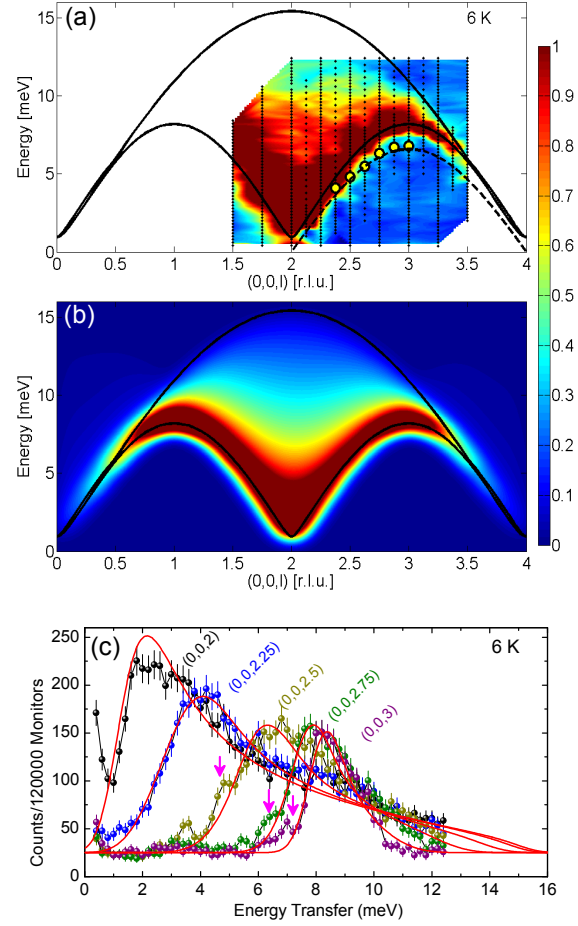 (a)
6 K
Energy [meV]
15
10
5
0
0 0.5 1 1.5 2 2.5 3 3.5 4
(0,0,l) [r.l.u.]
1
0.9
0.8
0.7
0.6
0.5
0.4
0.3
0.2
0.1
0
(b)
Energy [meV]
15
10
5
0
0 0.5 1 1.5 2 2.5 3 3.5 4
(0,0,l) [r.l.u.]
(c)
6 K
(0,0,2)
(0,0,2.25)
(0,0,2.5)
(0,0,2.75)
(0,0,3)
Counts/120000 Monitors
250
200
150
100
50
0
0 2 4 6 8 10 12 14 16
Energy Transfer (meV)